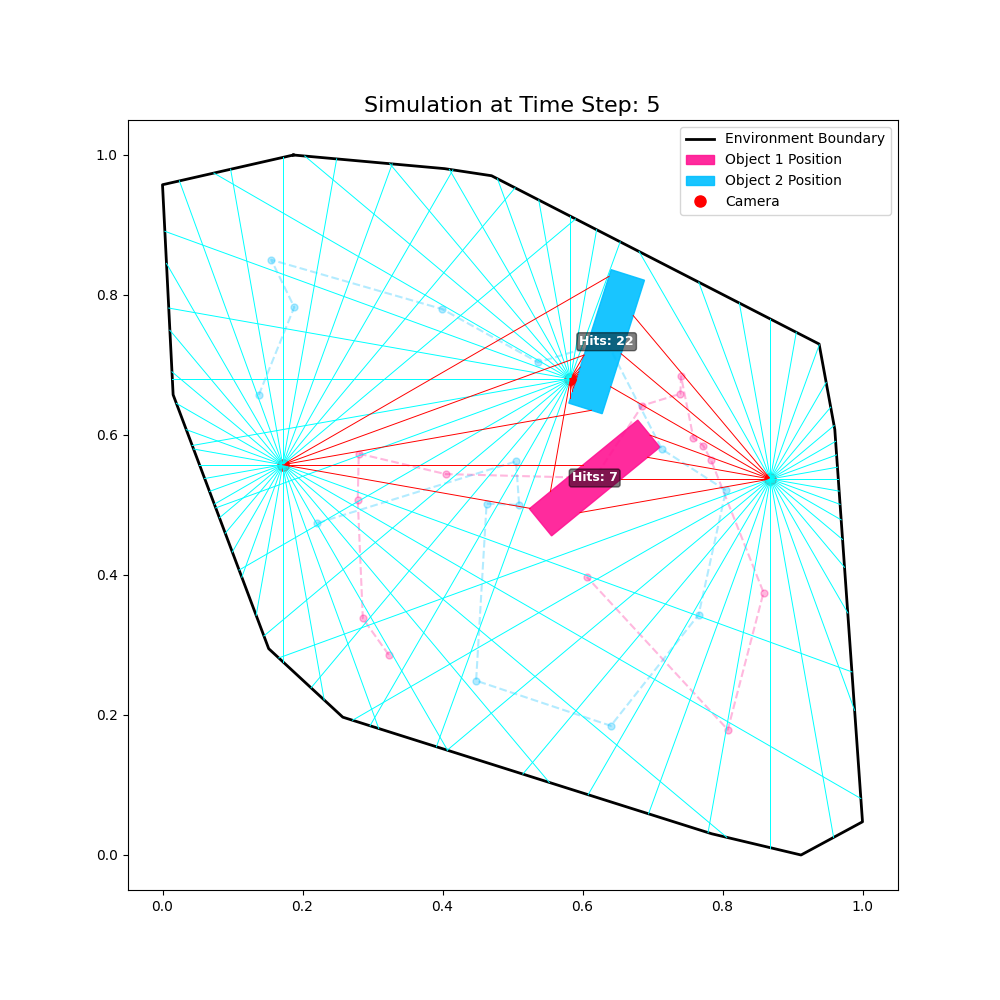 Simulation at Time Step: 5
Environment Boundary
Object 1 Position
Object 2 Position
Camera
1.0
0.8
0.6
0.4
0.2
0.0
Hits: 22
Hits: 7
0.0 0.2 0.4 0.6 0.8 1.0